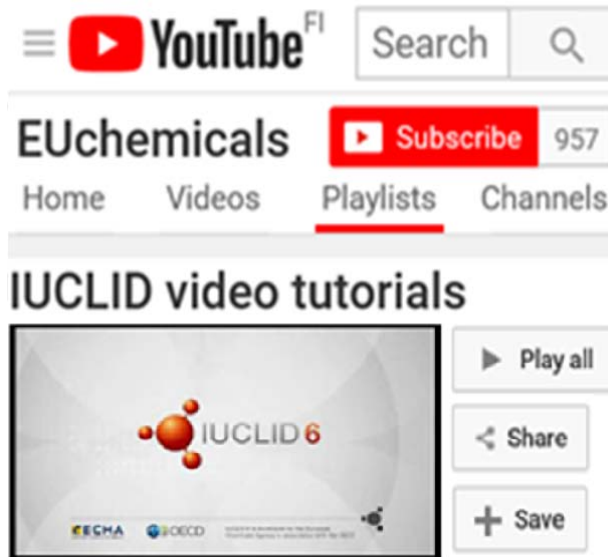 YouTube FI Search
EUchemicals Subscribe 957
Home Videos Playlists Channels
IUCLID video tutorials
IUCLID 6
ECHA OECD
Play all
Share
Save